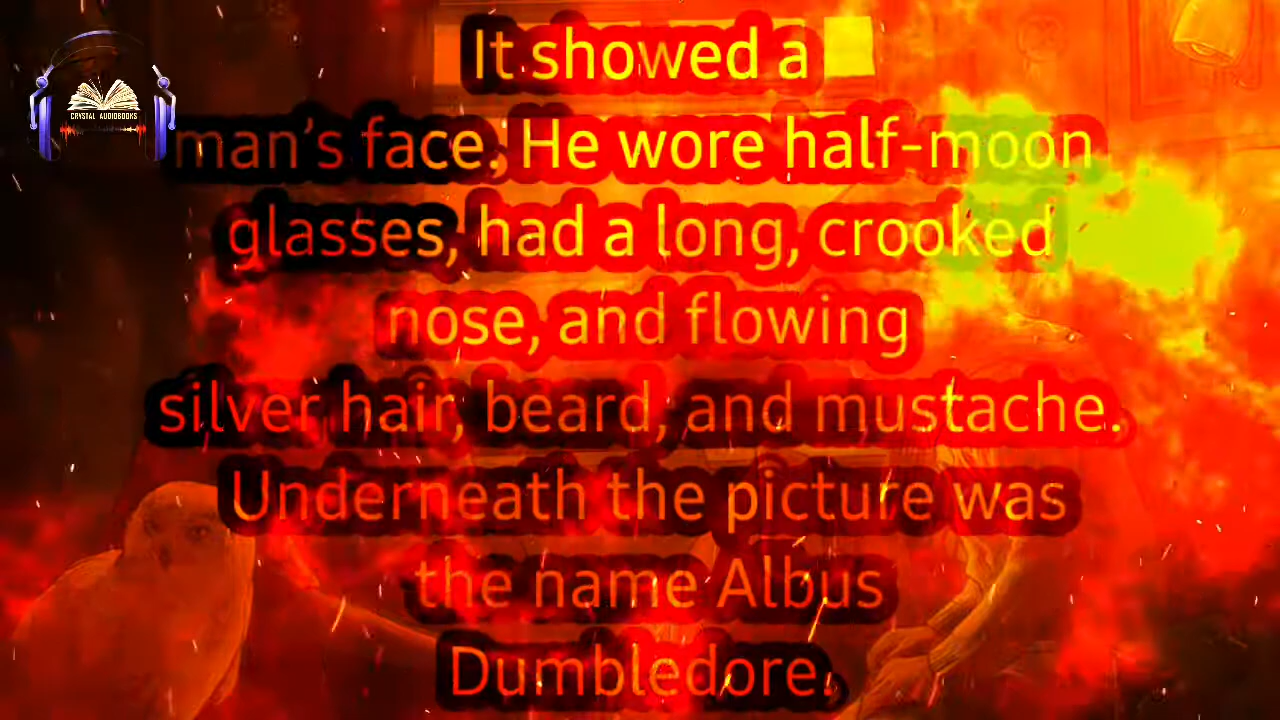 CRYSTAL AUDIOBOOKS
It showed a
man's face. He wore half-moon
glasses, had a long, crooked
nose, and flowing
silver hair, beard, and mustache.
Underneath the picture was
the name Albus
Dumbledore.